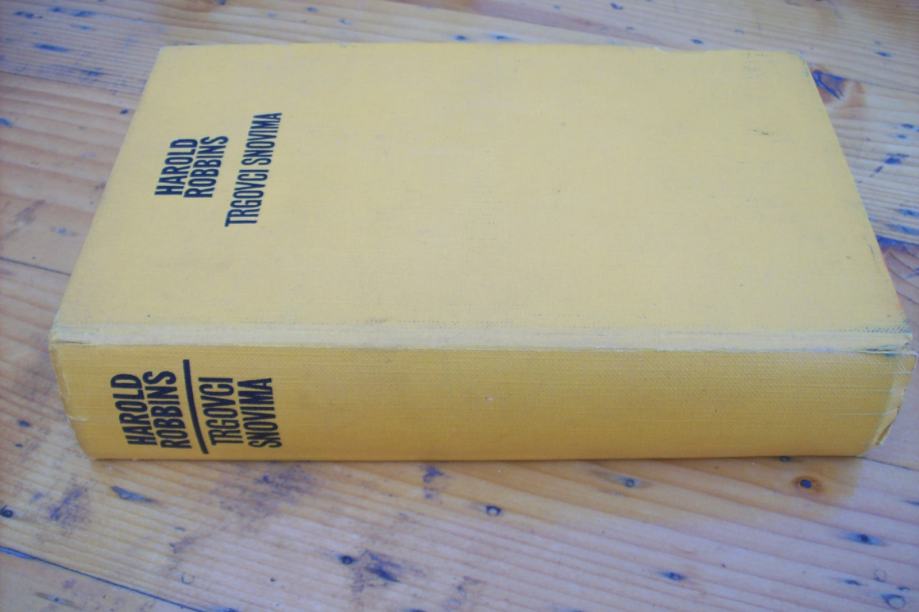 HAROLD
ROBBINS
TRGOVCI SNOVIMA
HAROLD
ROBBINS
TRGOVCI
SNOVIMA